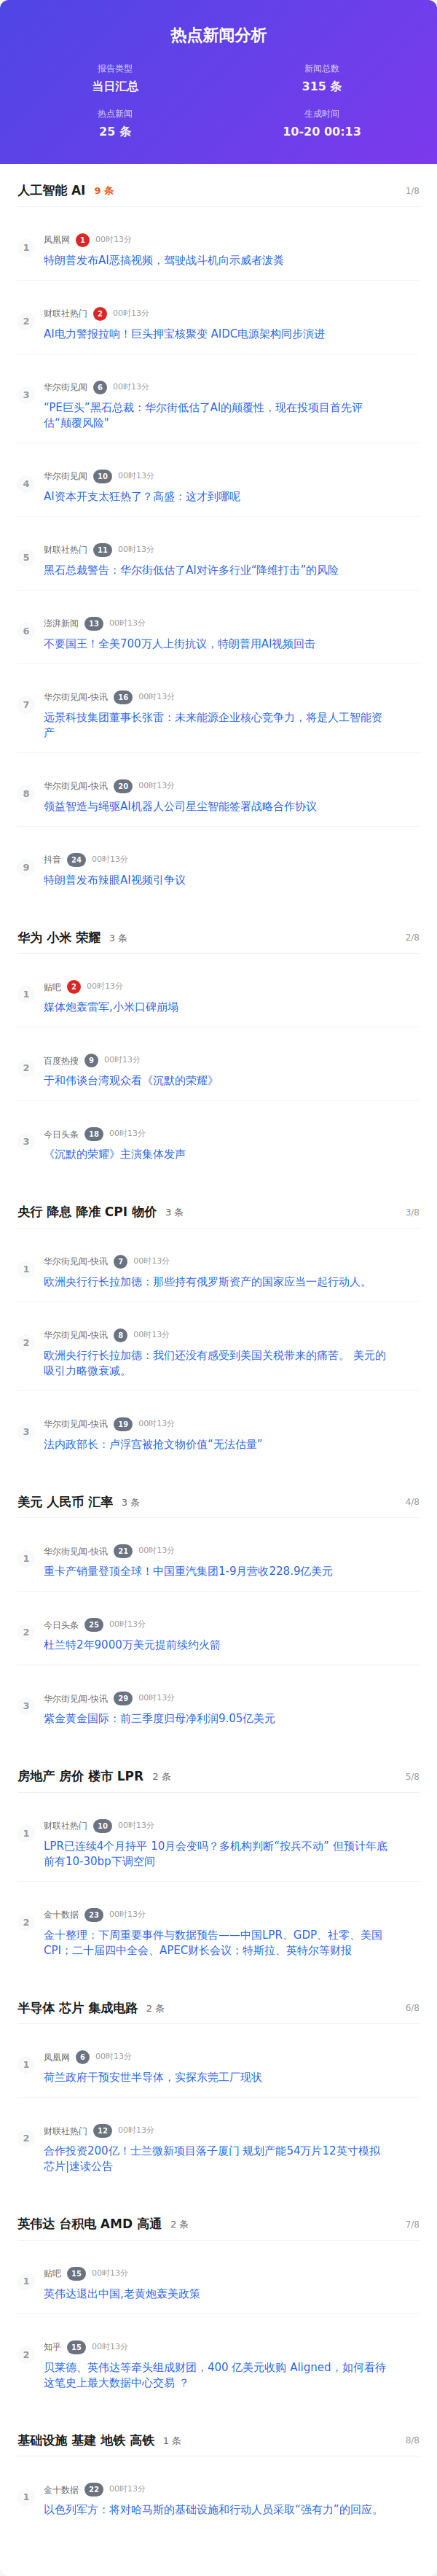 热点新闻分析
报告类型
新闻总数
当日汇总
315 条
热点新闻
生成时间
25 条
10-20 00:13
人工智能 AI 9 条 1/8
1
凤凰网 1 00时13分
特朗普发布AI恶搞视频，驾驶战斗机向示威者泼粪
2
财联社热门 2 00时13分
AI电力警报拉响！巨头押宝核聚变 AIDC电源架构同步演进
3
华尔街见闻 6 00时13分
“PE巨头”黑石总裁：华尔街低估了AI的颠覆性，现在投项目首先评
估“颠覆风险"
4
华尔街见闻 10 00时13分
AI资本开支太狂热了？高盛：这才到哪呢
5
财联社热门 11 00时13分
黑石总裁警告：华尔街低估了AI对许多行业“降维打击”的风险
6
澎湃新闻 13 00时13分
不要国王！全美700万人上街抗议，特朗普用AI视频回击
7
华尔街见闻-快讯 16 00时13分
远景科技集团董事长张雷：未来能源企业核心竞争力，将是人工智能资
产
8
华尔街见闻-快讯 20 00时13分
领益智造与绳驱AI机器人公司星尘智能签署战略合作协议
9
抖音 24 00时13分
特朗普发布辣眼AI视频引争议
华为 小米 荣耀 3 条 2/8
1
贴吧 2 00时13分
媒体炮轰雷军,小米口碑崩塌
2
百度热搜 9 00时13分
于和伟谈台湾观众看《沉默的荣耀》
3
今日头条 18 00时13分
《沉默的荣耀》主演集体发声
央行 降息 降准 CPI 物价 3 条 3/8
1
华尔街见闻-快讯 7 00时13分
欧洲央行行长拉加德：那些持有俄罗斯资产的国家应当一起行动人。
2
华尔街见闻-快讯 8 00时13分
欧洲央行行长拉加德：我们还没有感受到美国关税带来的痛苦。 美元的
吸引力略微衰减。
3
华尔街见闻-快讯 19 00时13分
法内政部长：卢浮宫被抢文物价值“无法估量”
美元 人民币 汇率 3 条 4/8
1
华尔街见闻-快讯 21 00时13分
重卡产销量登顶全球！中国重汽集团1-9月营收228.9亿美元
2
今日头条 25 00时13分
杜兰特2年9000万美元提前续约火箭
3
华尔街见闻-快讯 29 00时13分
紫金黄金国际：前三季度归母净利润9.05亿美元
房地产 房价 楼市 LPR 2 条 5/8
1
财联社热门 10 00时13分
LPR已连续4个月持平 10月会变吗？多机构判断“按兵不动” 但预计年底
前有10-30bp下调空间
2
金十数据 23 00时13分
金十整理：下周重要事件与数据预告——中国LPR、GDP、社零、美国
CPI；二十届四中全会、APEC财长会议；特斯拉、英特尔等财报
半导体 芯片 集成电路 2 条 6/8
1
凤凰网 6 00时13分
荷兰政府干预安世半导体，实探东莞工厂现状
2
财联社热门 12 00时13分
合作投资200亿！士兰微新项目落子厦门 规划产能54万片12英寸模拟
芯片|速读公告
英伟达 台积电 AMD 高通 2 条 7/8
1
贴吧 15 00时13分
英伟达退出中国,老黄炮轰美政策
2
知乎 15 00时13分
贝莱德、英伟达等牵头组成财团，400 亿美元收购 Aligned，如何看待
这笔史上最大数据中心交易 ？
基础设施 基建 地铁 高铁 1 条 8/8
1
金十数据 22 00时13分
以色列军方：将对哈马斯的基础设施和行动人员采取“强有力”的回应。